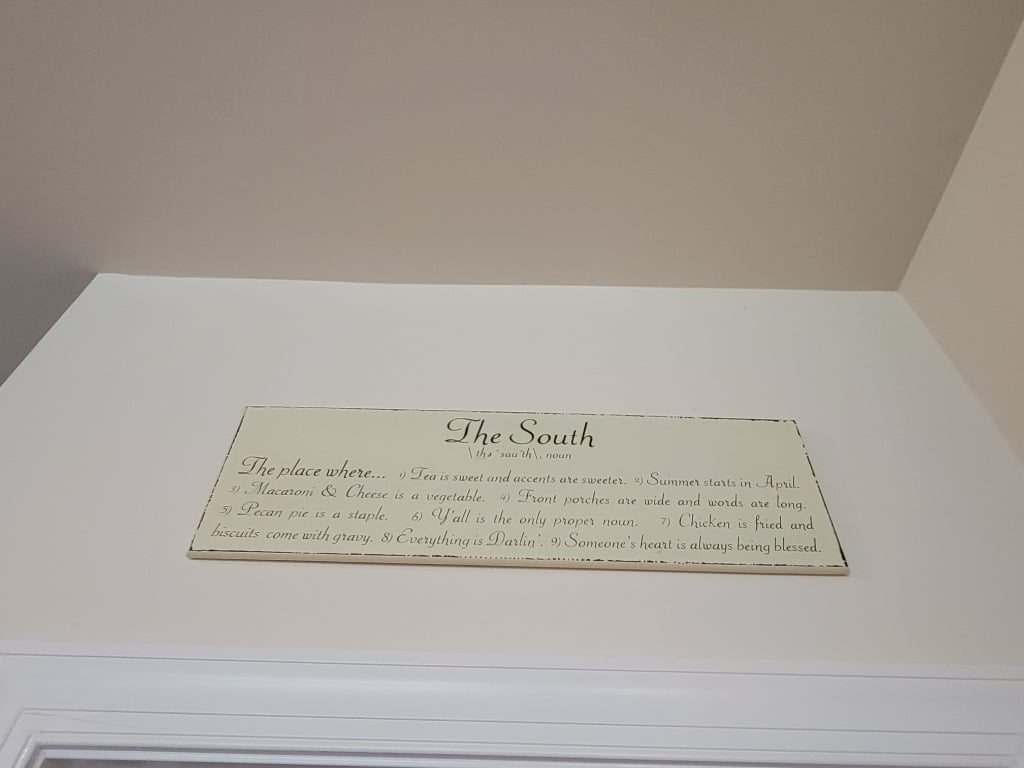 The South
\ thə ˈsau̇th\, noun
The place where... 1) Tea is sweet and accents are sweeter. 2) Summer starts in April.
3) Macaroni & Cheese is a vegetable. 4) Front porches are wide and words are long.
5) Pecan pie is a staple. 6) Y'all is the only proper noun. 7) Chicken is fried and
biscuits come with gravy. 8) Everything is Darlin'. 9) Someone's heart is always being blessed.